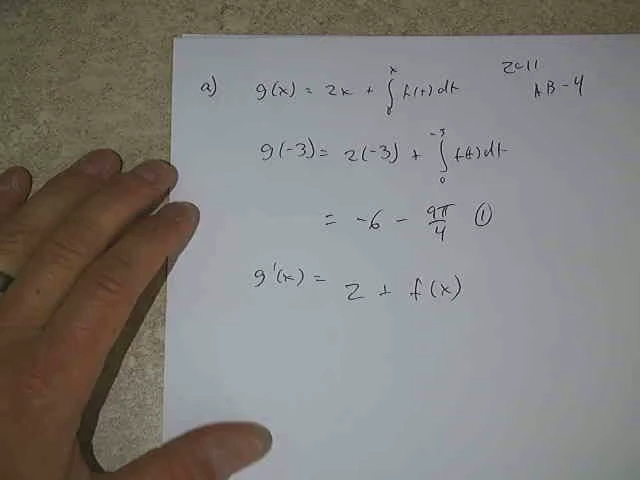 2011
AB-4
a) g(x) = 2x + ∫₀ˣ f(t)dt
g(-3) = 2(-3) + ∫₀⁻³ f(t)dt
= -6 - 9π/4 ①
g'(x) = 2 + f(x)